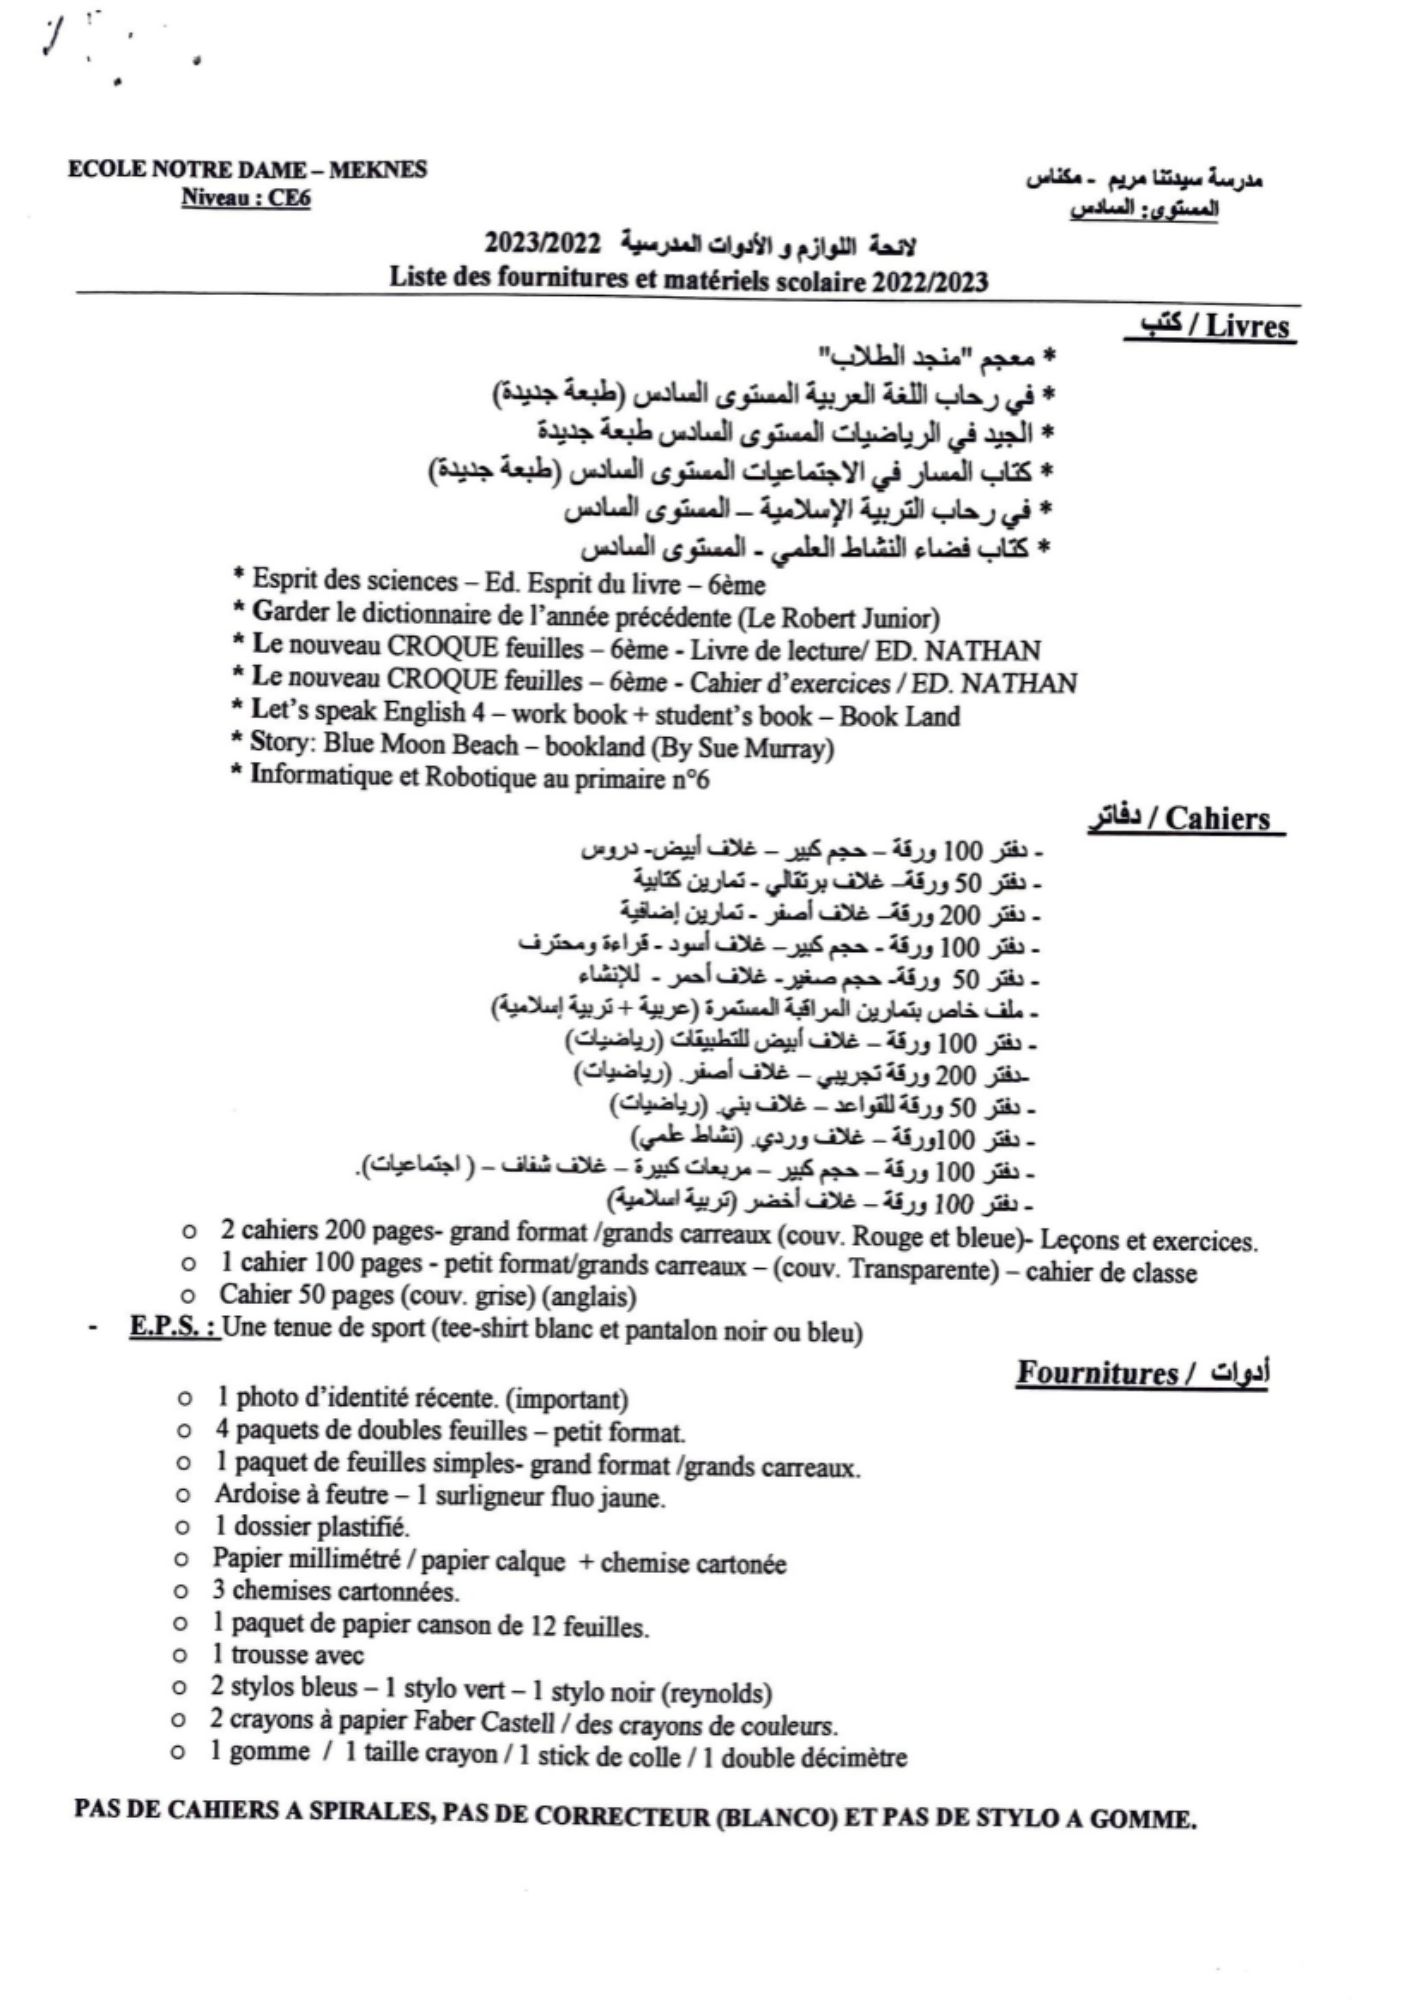 ECOLE NOTRE DAME – MEKNES
Niveau : CE6
مدرسة سيدتنا مريم - مكناس
المستوى: السادس
لائحة اللوازم و الأدوات المدرسية 2023/2022
Liste des fournitures et matériels scolaire 2022/2023
كتب / Livres
* معجم "منجد الطلاب"
* في رحاب اللغة العربية المستوى السادس (طبعة جديدة)
* الجيد في الرياضيات المستوى السادس طبعة جديدة
* كتاب المسار في الاجتماعيات المستوى السادس (طبعة جديدة)
* في رحاب التربية الإسلامية – المستوى السادس
* كتاب فضاء النشاط العلمي - المستوى السادس
* Esprit des sciences – Ed. Esprit du livre – 6ème
* Garder le dictionnaire de l’année précédente (Le Robert Junior)
* Le nouveau CROQUE feuilles – 6ème - Livre de lecture/ ED. NATHAN
* Le nouveau CROQUE feuilles – 6ème - Cahier d’exercices / ED. NATHAN
* Let’s speak English 4 – work book + student’s book – Book Land
* Story: Blue Moon Beach – bookland (By Sue Murray)
* Informatique et Robotique au primaire n°6
دفاتر / Cahiers
- دفتر 100 ورقة – حجم كبير – غلاف أبيض- دروس
- دفتر 50 ورقة– غلاف برتقالي - تمارين كتابية
- دفتر 200 ورقة– غلاف أصفر - تمارين إضافية
- دفتر 100 ورقة - حجم كبير– غلاف أسود - قراءة ومحترف
- دفتر 50 ورقة- حجم صغير- غلاف أحمر - للإنشاء
- ملف خاص بتمارين المراقبة المستمرة (عربية + تربية إسلامية)
- دفتر 100 ورقة – غلاف أبيض للتطبيقات (رياضيات)
-دفتر 200 ورقة تجريبي – غلاف أصفر. (رياضيات)
- دفتر 50 ورقة للقواعد – غلاف بني. (رياضيات)
- دفتر 100ورقة – غلاف وردي. (نشاط علمي)
- دفتر 100 ورقة – حجم كبير – مربعات كبيرة – غلاف شفاف – ( اجتماعيات).
- دفتر 100 ورقة – غلاف أخضر (تربية اسلامية)
o 2 cahiers 200 pages- grand format /grands carreaux (couv. Rouge et bleue)- Leçons et exercices.
o 1 cahier 100 pages - petit format/grands carreaux – (couv. Transparente) – cahier de classe
o Cahier 50 pages (couv. grise) (anglais)
- E.P.S. : Une tenue de sport (tee-shirt blanc et pantalon noir ou bleu)
Fournitures / أدوات
o 1 photo d’identité récente. (important)
o 4 paquets de doubles feuilles – petit format.
o 1 paquet de feuilles simples- grand format /grands carreaux.
o Ardoise à feutre – 1 surligneur fluo jaune.
o 1 dossier plastifié.
o Papier millimétré / papier calque + chemise cartonée
o 3 chemises cartonnées.
o 1 paquet de papier canson de 12 feuilles.
o 1 trousse avec
o 2 stylos bleus – 1 stylo vert – 1 stylo noir (reynolds)
o 2 crayons à papier Faber Castell / des crayons de couleurs.
o 1 gomme / 1 taille crayon / 1 stick de colle / 1 double décimètre
PAS DE CAHIERS A SPIRALES, PAS DE CORRECTEUR (BLANCO) ET PAS DE STYLO A GOMME.